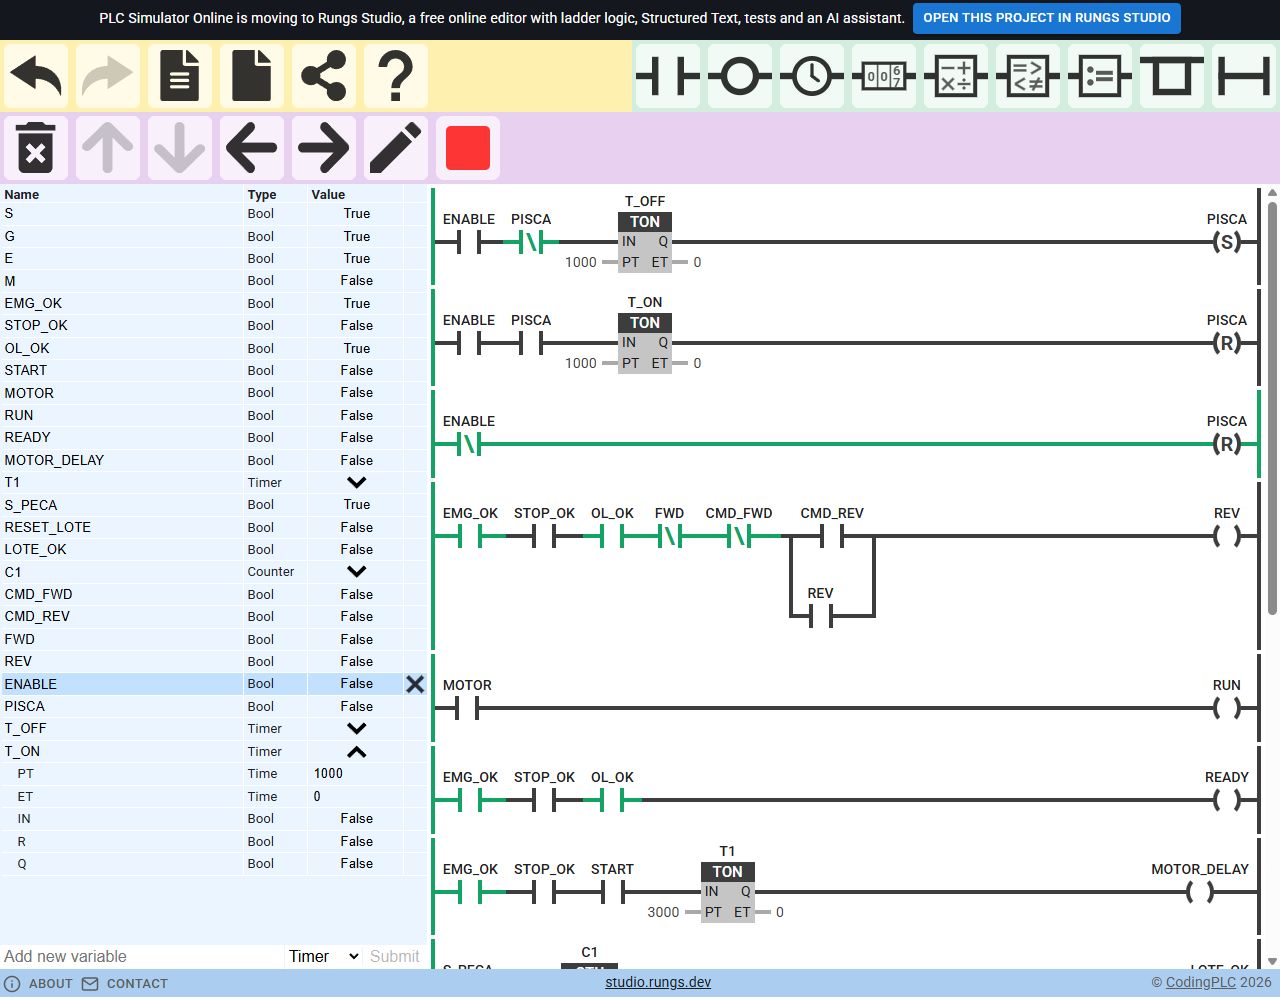 PLC Simulator Online is moving to Rungs Studio, a free online editor with ladder logic, Structured Text, tests and an AI assistant. OPEN THIS PROJECT IN RUNGS STUDIO
Name Type Value
S Bool True
G Bool True
E Bool True
M Bool False
EMG_OK Bool True
STOP_OK Bool False
OL_OK Bool True
START Bool False
MOTOR Bool False
RUN Bool False
READY Bool False
MOTOR_DELAY Bool False
T1 Timer
S_PECA Bool True
RESET_LOTE Bool False
LOTE_OK Bool False
C1 Counter
CMD_FWD Bool False
CMD_REV Bool False
FWD Bool False
REV Bool False
ENABLE Bool False
PISCA Bool False
T_OFF Timer
T_ON Timer
PT Time 1000
ET Time 0
IN Bool False
R Bool False
Q Bool False
Add new variable Timer Submit
T_OFF
ENABLE PISCA TON PISCA
IN Q S
1000 PT ET 0
T_ON
ENABLE PISCA TON PISCA
IN Q R
1000 PT ET 0
ENABLE PISCA
R
EMG_OK STOP_OK OL_OK FWD CMD_FWD CMD_REV REV
REV
MOTOR RUN
EMG_OK STOP_OK OL_OK READY
T1
EMG_OK STOP_OK START TON MOTOR_DELAY
IN Q
3000 PT ET 0
C1
ABOUT CONTACT studio.rungs.dev © CodingPLC 2026